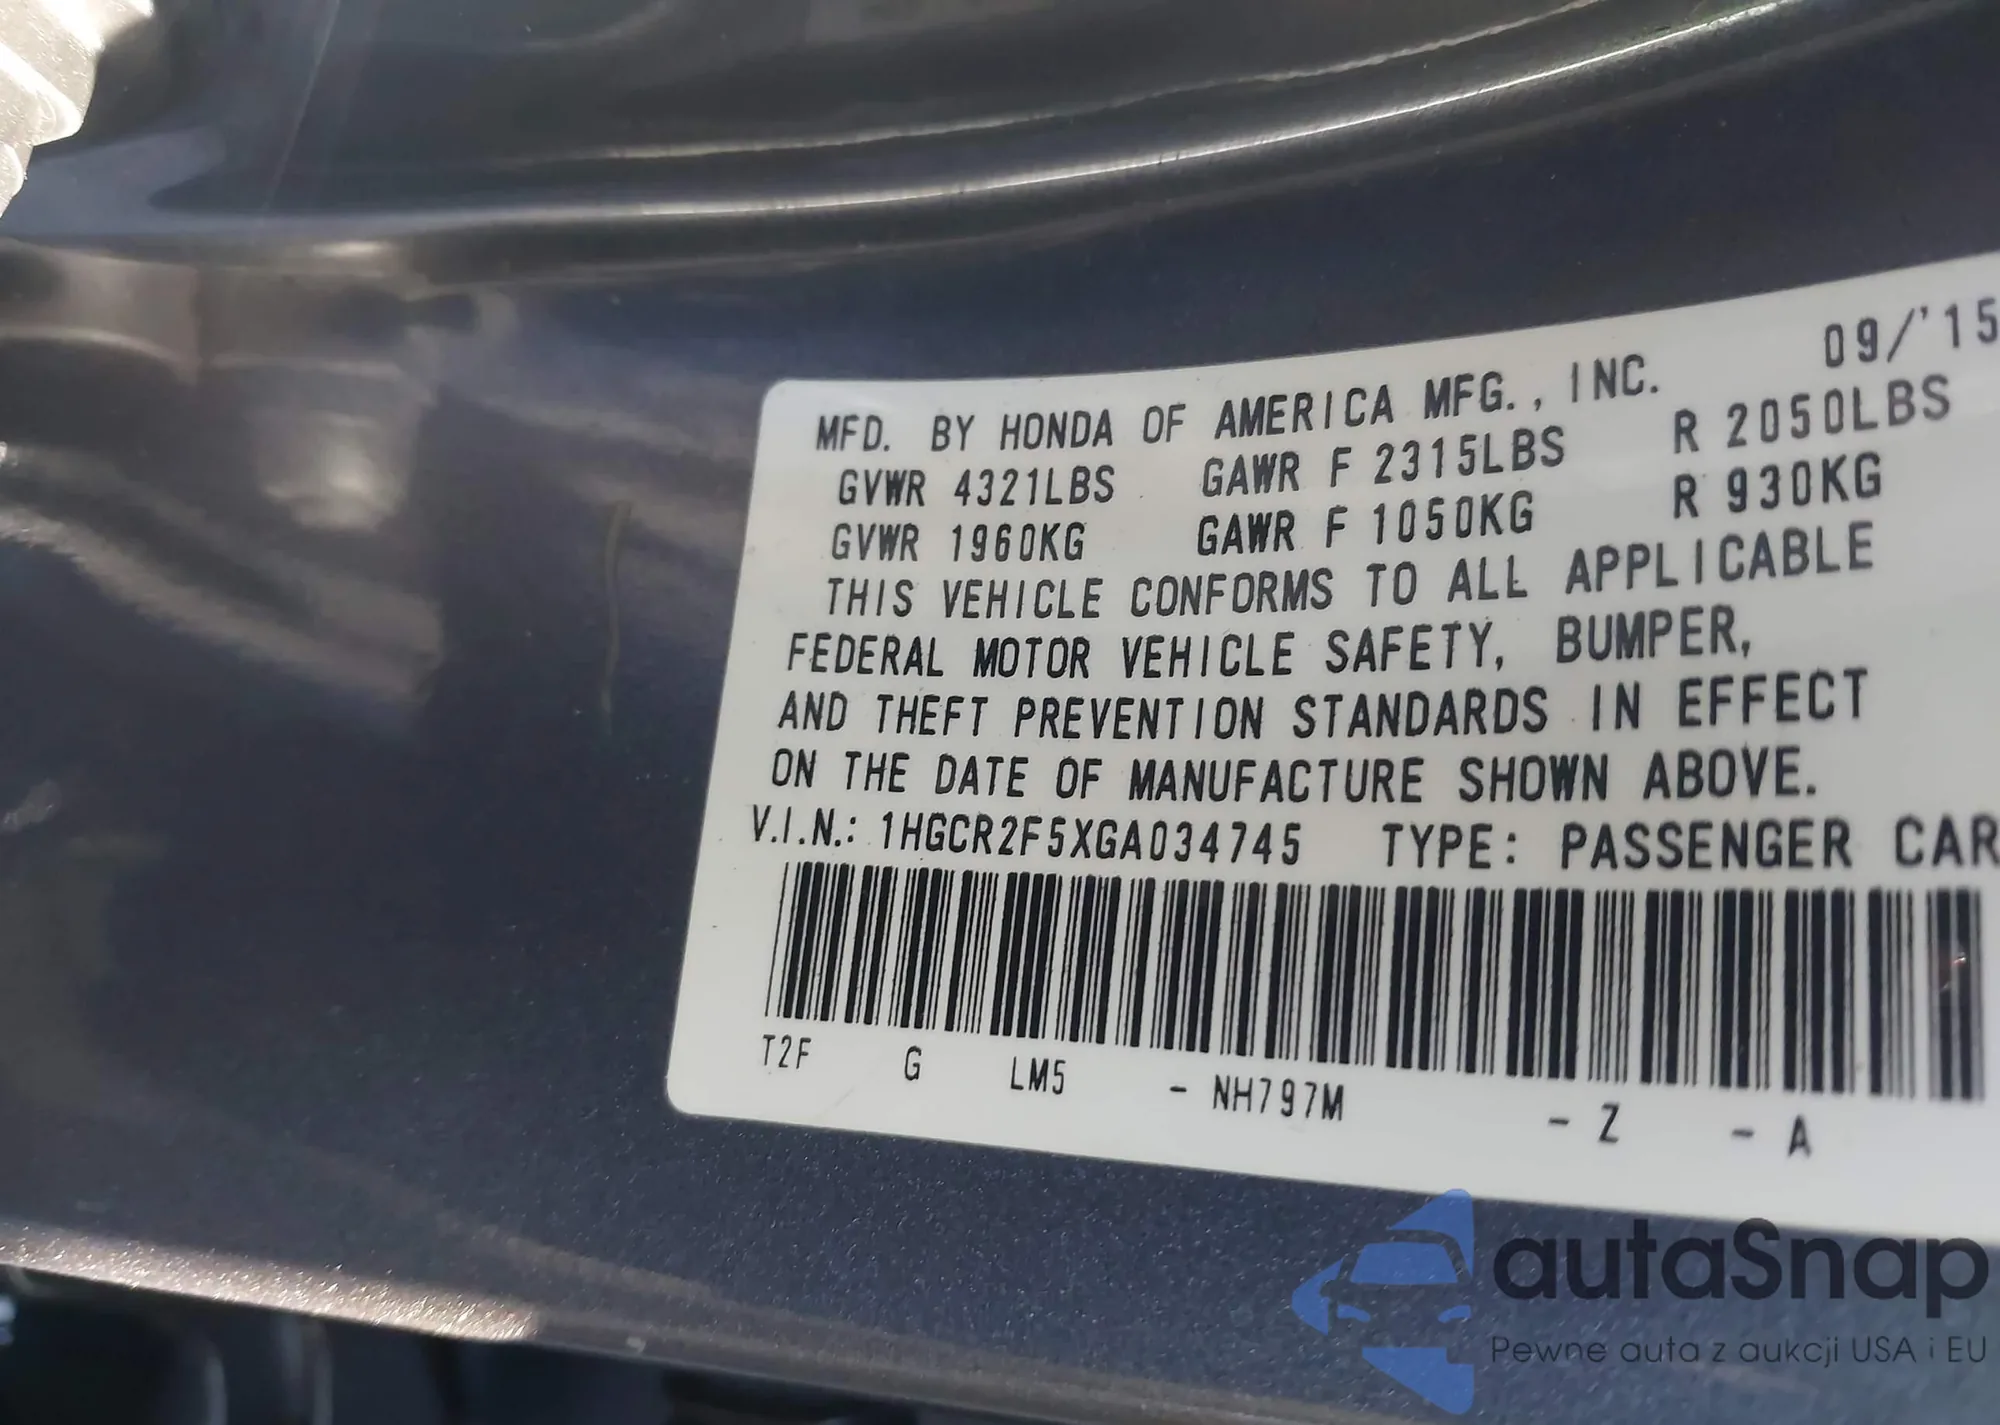 09/'15
MFD. BY HONDA OF AMERICA MFG., INC.
GVWR 4321LBS GAWR F 2315LBS R 2050LBS
GVWR 1960KG GAWR F 1050KG R 930KG
THIS VEHICLE CONFORMS TO ALL APPLICABLE
FEDERAL MOTOR VEHICLE SAFETY, BUMPER,
AND THEFT PREVENTION STANDARDS IN EFFECT
ON THE DATE OF MANUFACTURE SHOWN ABOVE.
V.I.N.: 1HGCR2F5XGA034745 TYPE: PASSENGER CAR
T2F G LM5 - NH797M - Z - A
autaSnap
Pewne auta z aukcji USA i EU